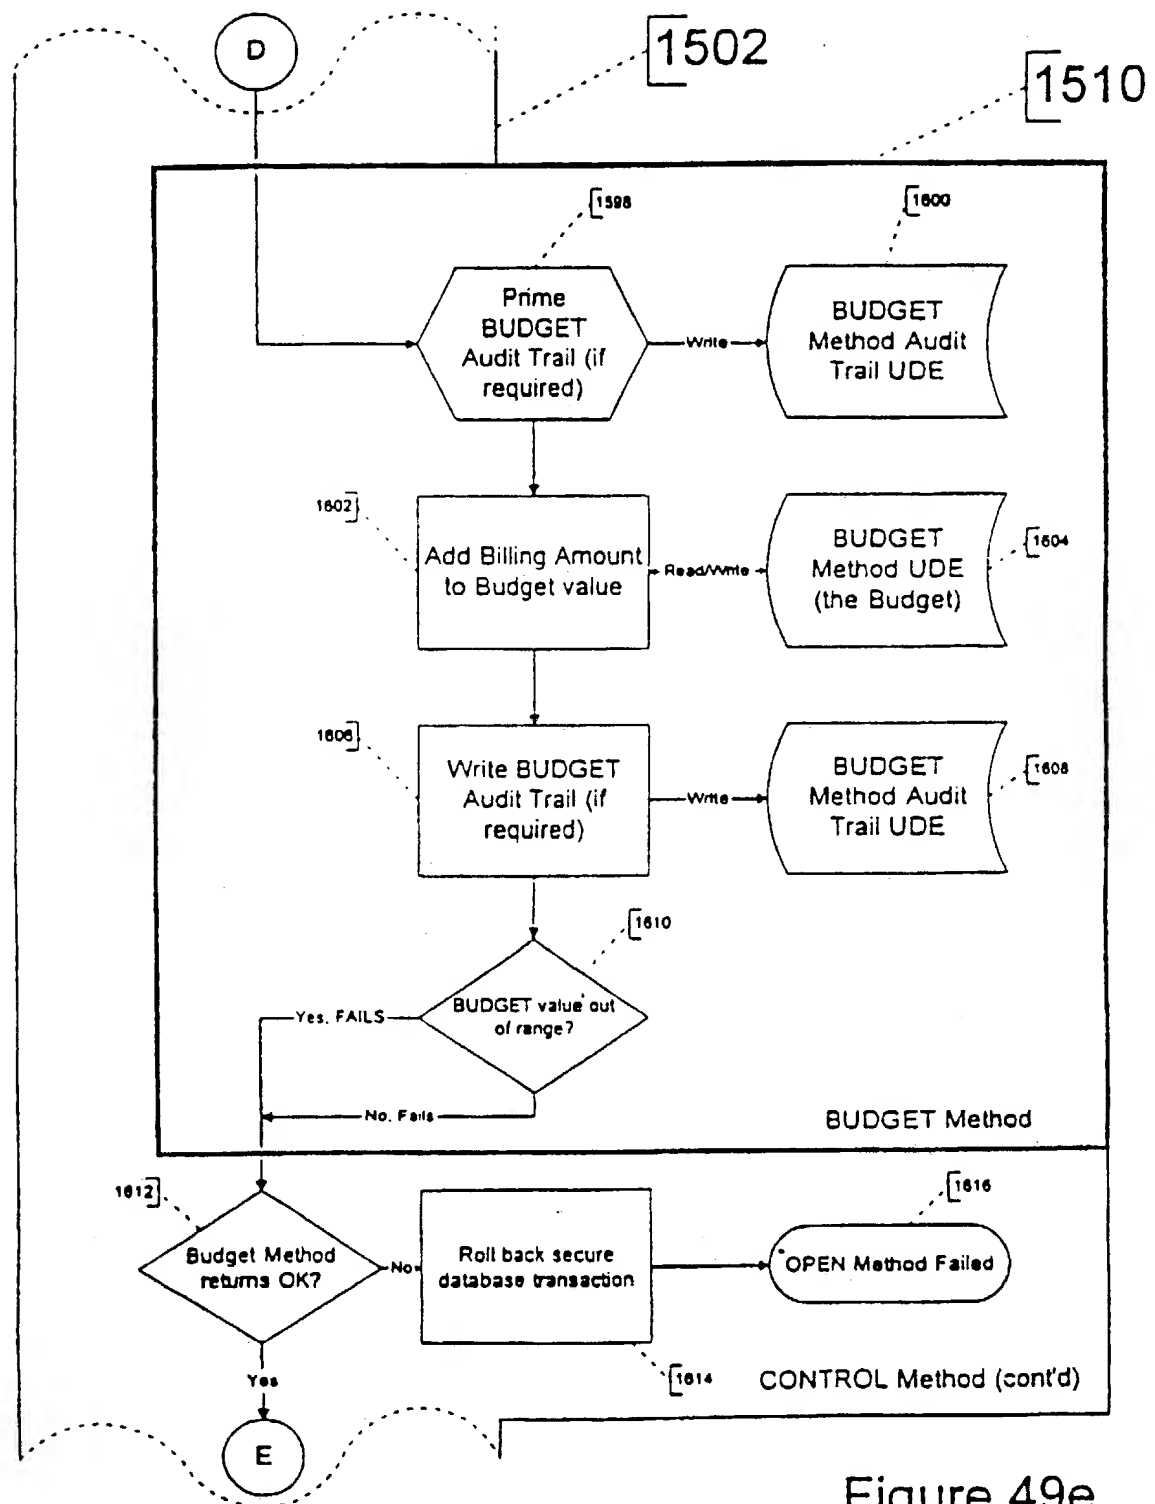 D
1502
1510
1598
1600
Prime
BUDGET
Audit Trail (if
required)
Write
BUDGET
Method Audit
Trail UDE
1602
Add Billing Amount
to Budget value
Read/Write
BUDGET
Method UDE
(the Budget)
1604
1606
Write BUDGET
Audit Trail (if
required)
Write
BUDGET
Method Audit
Trail UDE
1608
1610
BUDGET value out
of range?
Yes, FAILS
No, Fails
BUDGET Method
1612
Budget Method
returns OK?
No
Roll back secure
database transaction
1616
OPEN Method Failed
1614
Yes
CONTROL Method (cont'd)
E
Figure 49e